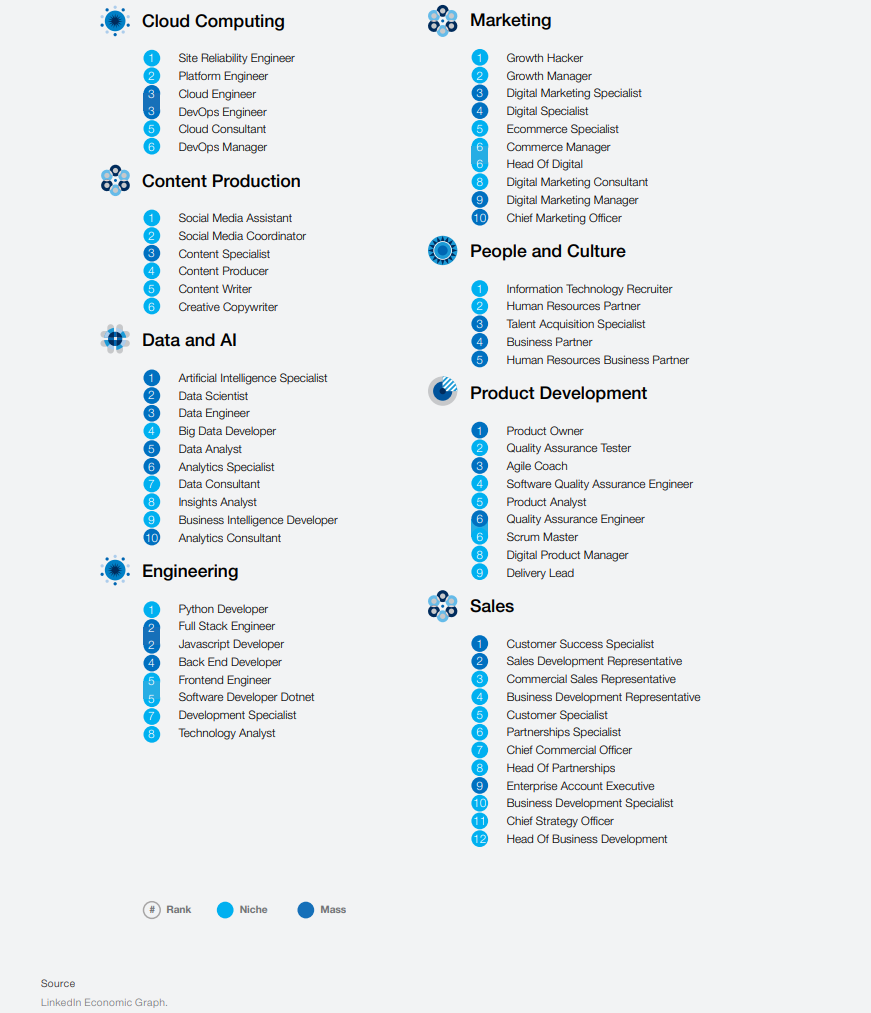 Cloud Computing
1 Site Reliability Engineer
2 Platform Engineer
3 Cloud Engineer
3 DevOps Engineer
5 Cloud Consultant
6 DevOps Manager
Content Production
1 Social Media Assistant
2 Social Media Coordinator
3 Content Specialist
4 Content Producer
5 Content Writer
6 Creative Copywriter
Data and AI
1 Artificial Intelligence Specialist
2 Data Scientist
3 Data Engineer
4 Big Data Developer
5 Data Analyst
6 Analytics Specialist
7 Data Consultant
8 Insights Analyst
9 Business Intelligence Developer
10 Analytics Consultant
Engineering
1 Python Developer
2 Full Stack Engineer
2 Javascript Developer
4 Back End Developer
5 Frontend Engineer
5 Software Developer Dotnet
7 Development Specialist
8 Technology Analyst
Marketing
1 Growth Hacker
2 Growth Manager
3 Digital Marketing Specialist
4 Digital Specialist
5 Ecommerce Specialist
6 Commerce Manager
6 Head Of Digital
8 Digital Marketing Consultant
9 Digital Marketing Manager
10 Chief Marketing Officer
People and Culture
1 Information Technology Recruiter
2 Human Resources Partner
3 Talent Acquisition Specialist
4 Business Partner
5 Human Resources Business Partner
Product Development
1 Product Owner
2 Quality Assurance Tester
3 Agile Coach
4 Software Quality Assurance Engineer
5 Product Analyst
6 Quality Assurance Engineer
6 Scrum Master
8 Digital Product Manager
9 Delivery Lead
Sales
1 Customer Success Specialist
2 Sales Development Representative
3 Commercial Sales Representative
4 Business Development Representative
5 Customer Specialist
6 Partnerships Specialist
7 Chief Commercial Officer
8 Head Of Partnerships
9 Enterprise Account Executive
10 Business Development Specialist
11 Chief Strategy Officer
12 Head Of Business Development
# Rank Niche Mass
Source
LinkedIn Economic Graph.